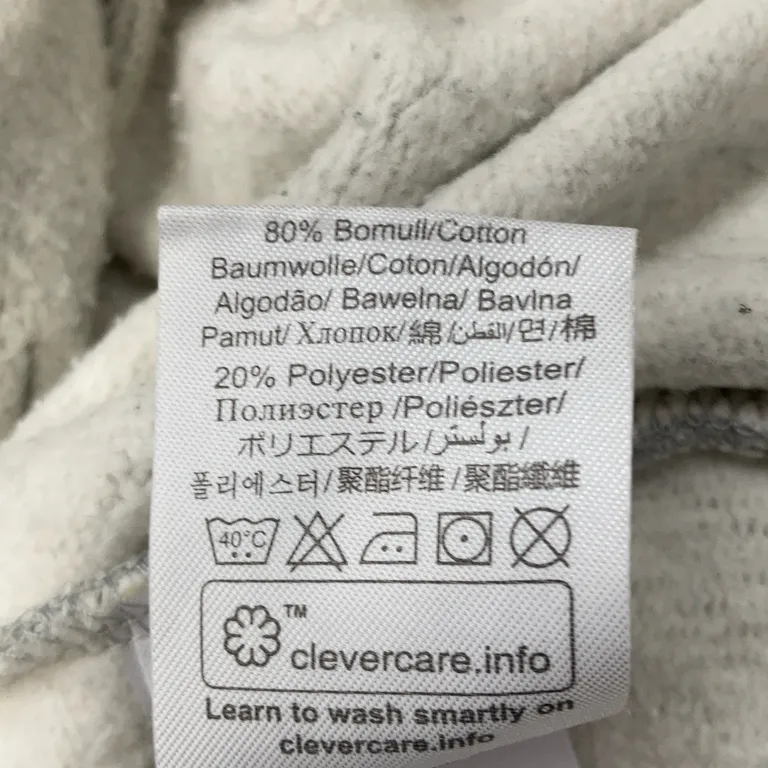 80% Bomull/Cotton
Baumwolle/Coton/Algodón/
Algodão/ Bawelna/ Bavlna
Pamut/ Хлопок/綿/القطن/면/棉
20% Polyester/Poliester/
Полиэстер /Poliészter/
ポリエステル/بولستر/
폴리에스터/聚酯纤维/聚酯纖維
40°C
TM
clevercare.info
Learn to wash smartly on
clevercare.info